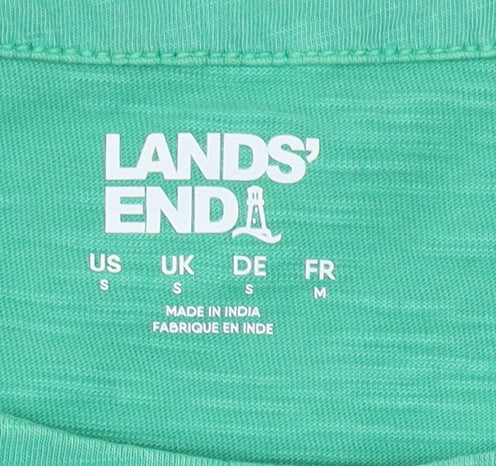 LANDS'
END
US UK DE FR
S S S M
MADE IN INDIA
FABRIQUE EN INDE